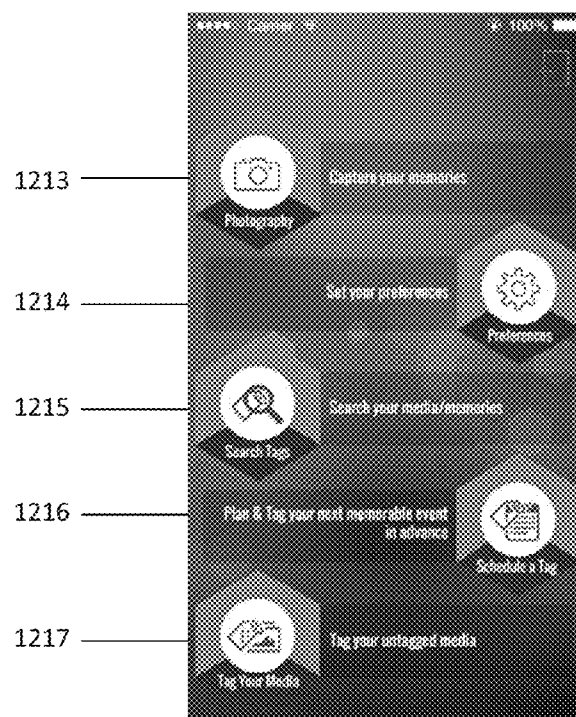 100%
1213
Capture your memories
Photography
1214
Set your preferences
Preferences
1215
Search your media/memories
Search Tags
1216
Plan & Tag your next memorable event
in advance
Schedule a Tag
1217
Tag your untagged media
Tag Your Media